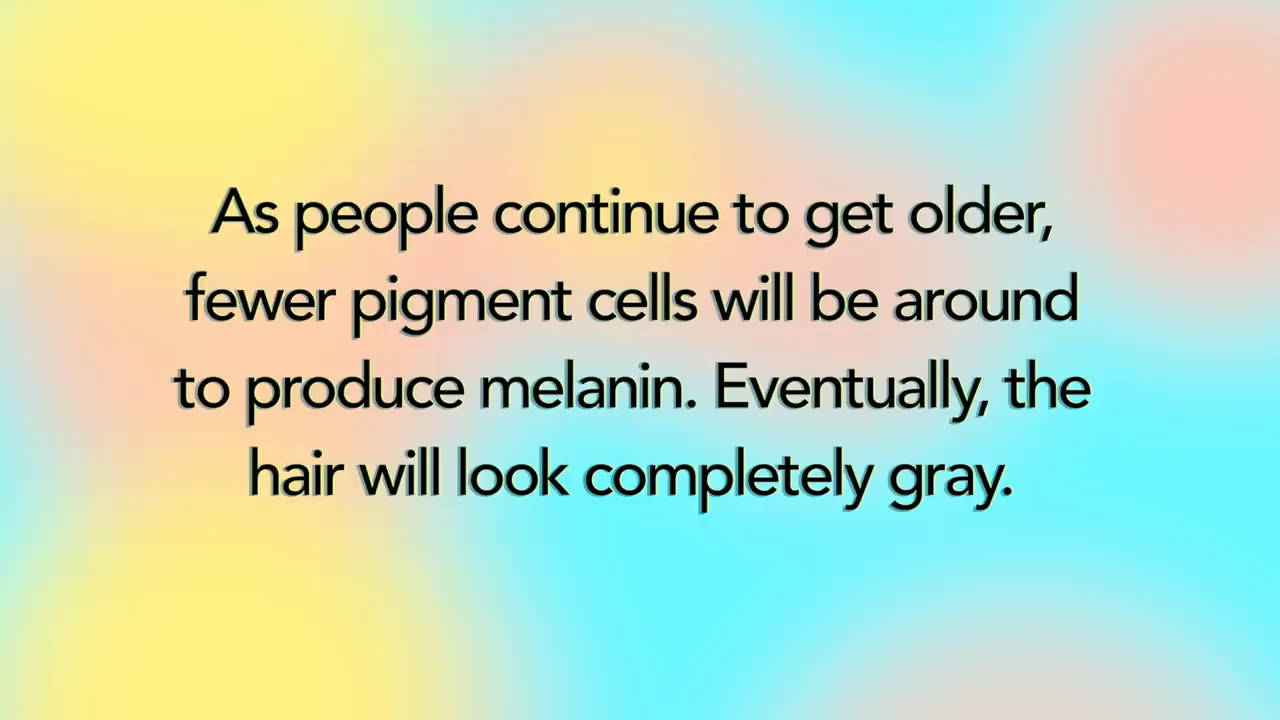 As people continue to get older,
fewer pigment cells will be around
to produce melanin. Eventually, the
hair will look completely gray.